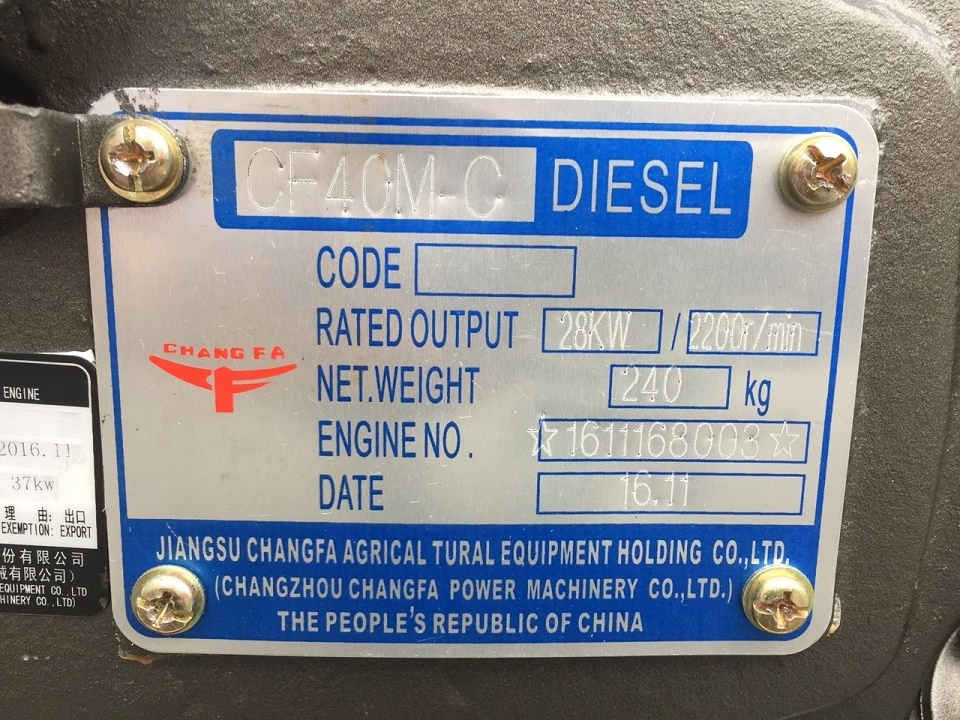 CF40M-C DIESEL
CODE
RATED OUTPUT 28KW / 2200r/min
CHANG FA
NET.WEIGHT 240 kg
ENGINE NO. ☆1611168003☆
DATE 16.11
JIANGSU CHANGFA AGRICAL TURAL EQUIPMENT HOLDING CO.,LTD.
(CHANGZHOU CHANGFA POWER MACHINERY CO.,LTD.)
THE PEOPLE'S REPUBLIC OF CHINA
ENGINE
2016.11
37kw
理 由: 出口
EXEMPTION: EXPORT
份有限公司
械有限公司)
EQUIPMENT CO.,LTD
HINERY CO.,LTD)